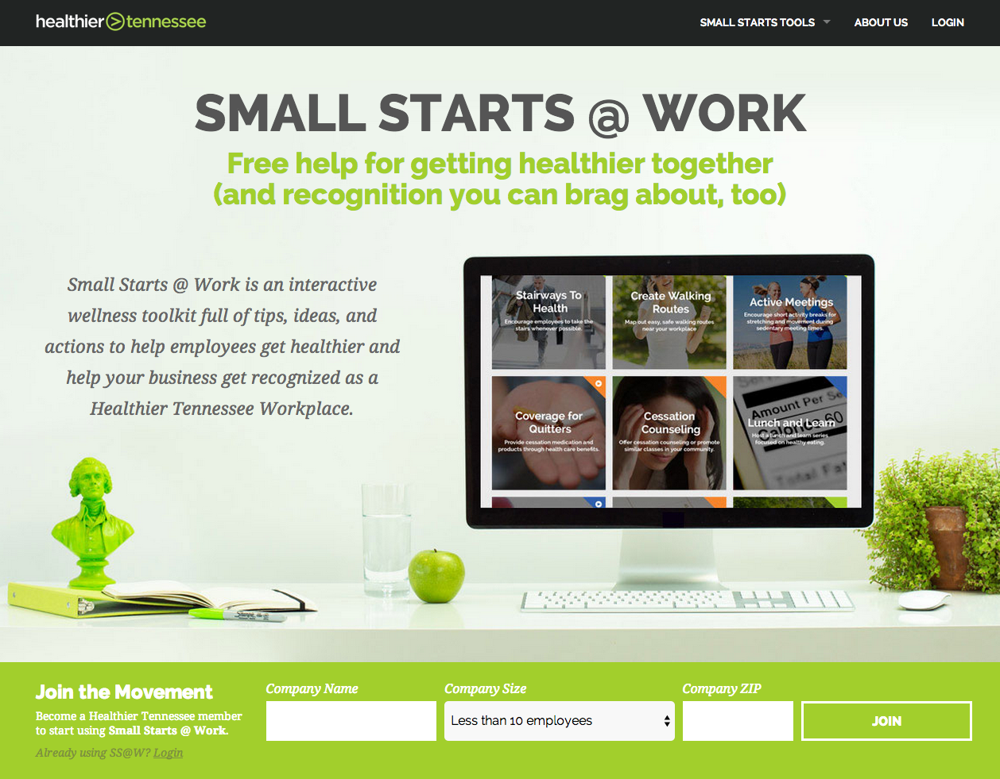 healthier tennessee
SMALL STARTS TOOLS
ABOUT US
LOGIN
SMALL STARTS @ WORK
Free help for getting healthier together
(and recognition you can brag about, too)
Small Starts @ Work is an interactive
wellness toolkit full of tips, ideas, and
actions to help employees get healthier and
help your business get recognized as a
Healthier Tennessee Workplace.
Stairways To
Health
Encourage employees to take the
stairs whenever possible.
Create Walking
Routes
Map out easy, safe walking routes
near your workplace
Active Meetings
Encourage short activity breaks for
stretching and movement during
sedentary meeting times.
Coverage for
Quitters
Provide cessation medication and
products through health care benefits.
Cessation
Counseling
Offer cessation counseling or promote
similar classes in your community.
Amount Per Se
Calories 60
Lunch and Learn
Host a lunch and learn series
focused on healthy eating.
Total Fat
Sharpie
Join the Movement
Become a Healthier Tennessee member
to start using Small Starts @ Work.
Already using SS@W? Login
Company Name
Company Size
Less than 10 employees
Company ZIP
JOIN